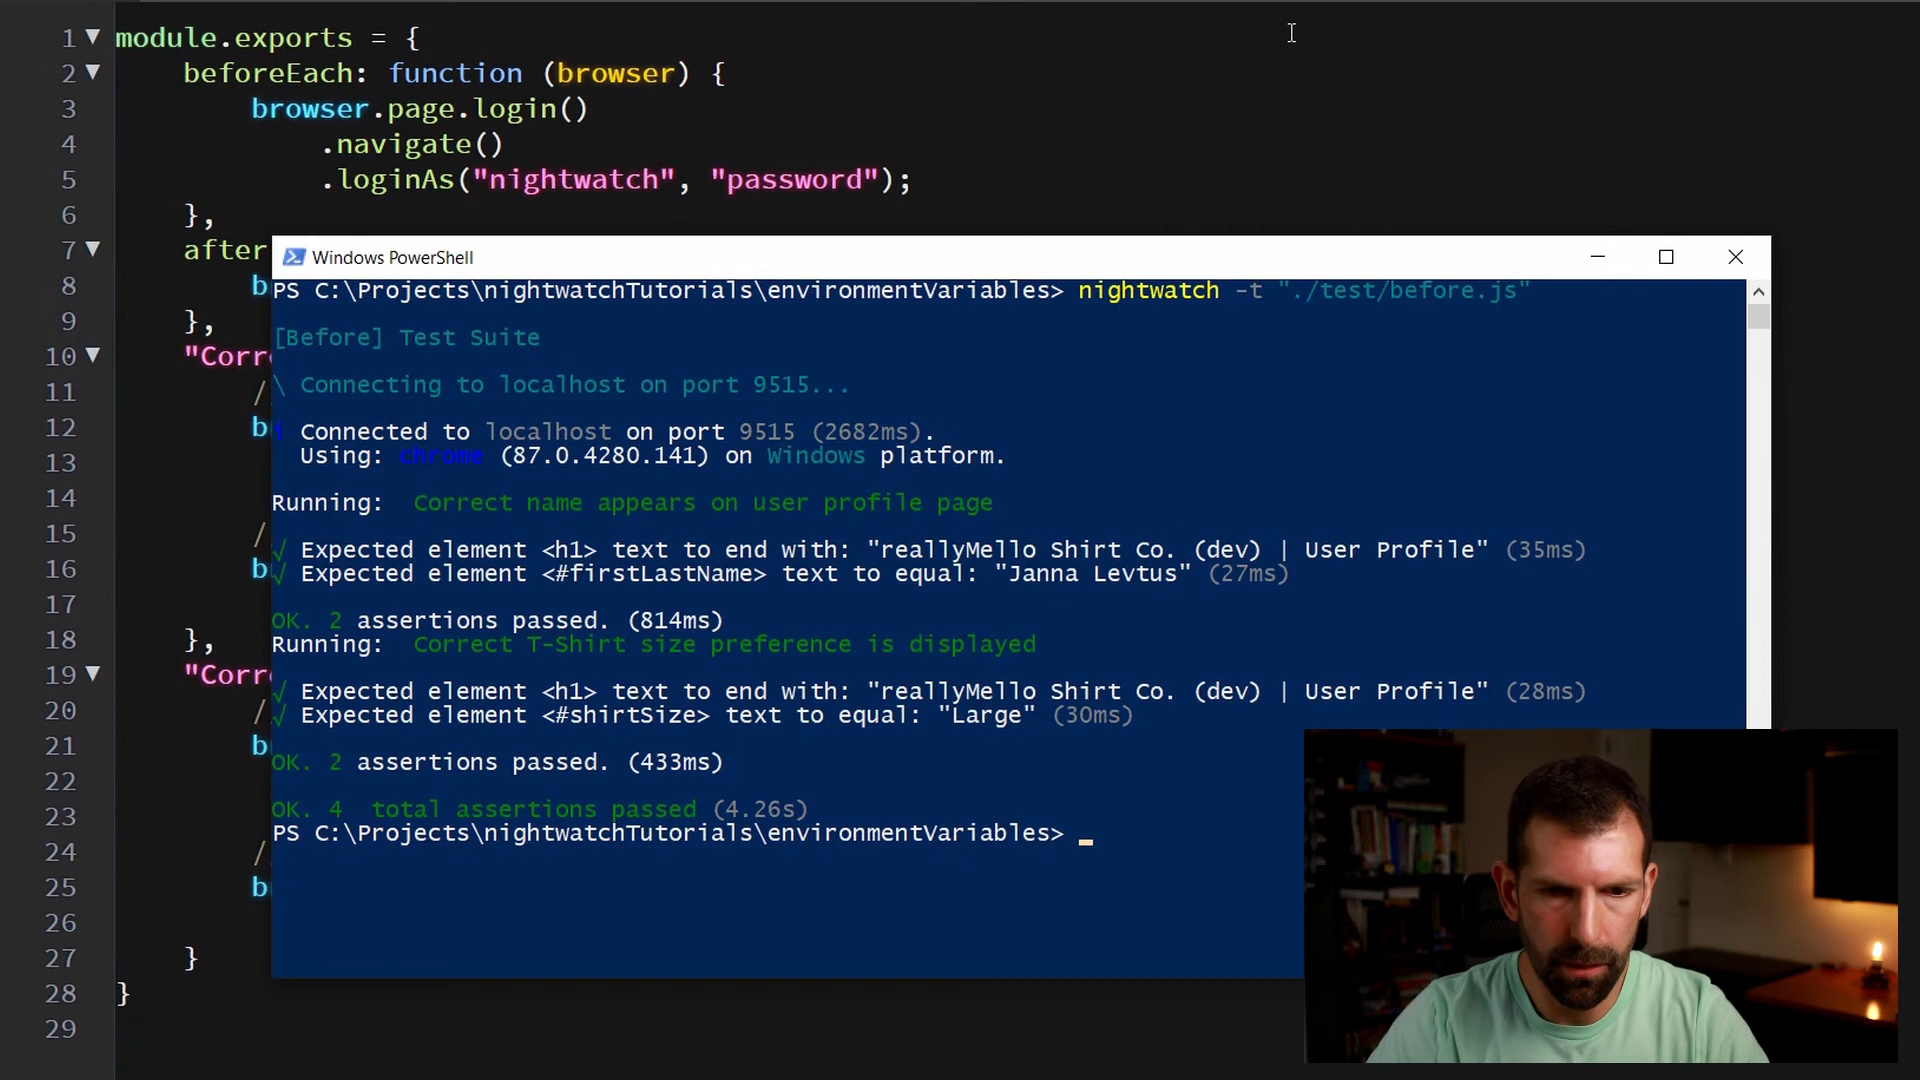 1 module.exports = {
2 beforeEach: function (browser) {
3 browser.page.login()
4 .navigate()
5 .loginAs("nightwatch", "password");
6 },
7 after
8 b
9 },
10 "Corr
11 /
12 b
13
14
15 /
16 b
17
18 },
19 "Corr
20 /
21 b
22
23
24 /
25 b
26
27 }
28 }
29
Windows PowerShell
PS C:\Projects\nightwatchTutorials\environmentVariables> nightwatch -t "./test/before.js"
[Before] Test Suite
\ Connecting to localhost on port 9515...
Connected to localhost on port 9515 (2682ms).
Using: chrome (87.0.4280.141) on Windows platform.
Running: Correct name appears on user profile page
√ Expected element <h1> text to end with: "reallyMello Shirt Co. (dev) | User Profile" (35ms)
√ Expected element <#firstLastName> text to equal: "Janna Levtus" (27ms)
OK. 2 assertions passed. (814ms)
Running: Correct T-Shirt size preference is displayed
√ Expected element <h1> text to end with: "reallyMello Shirt Co. (dev) | User Profile" (28ms)
√ Expected element <#shirtSize> text to equal: "Large" (30ms)
OK. 2 assertions passed. (433ms)
OK. 4 total assertions passed (4.26s)
PS C:\Projects\nightwatchTutorials\environmentVariables> _